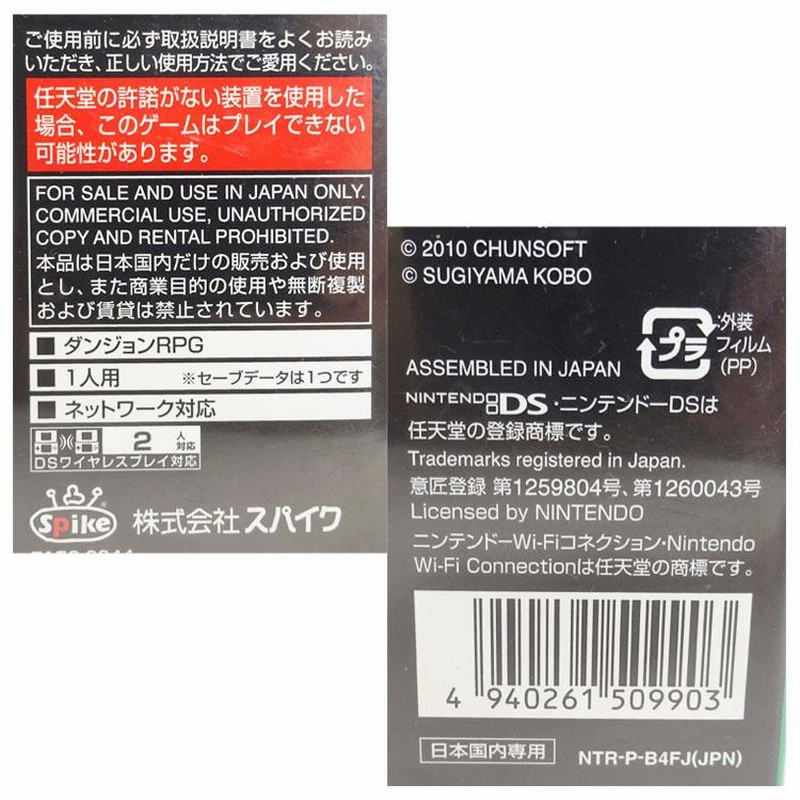 ご使用前に必ず取扱説明書をよくお読み
いただき、正しい使用方法でご愛用ください。
任天堂の許諾がない装置を使用した
場合、このゲームはプレイできない
可能性があります。
FOR SALE AND USE IN JAPAN ONLY.
COMMERCIAL USE, UNAUTHORIZED
COPY AND RENTAL PROHIBITED.
本品は日本国内だけの販売および使用
とし、また商業目的の使用や無断複製
および賃貸は禁止されています。
■ ダンジョンRPG
■ 1人用 ※セーブデータは1つです
■ ネットワーク対応
2人対応
DSワイヤレスプレイ対応
Spike 株式会社 スパイク
© 2010 CHUNSOFT
© SUGIYAMA KOBO
プラ
:外装
フィルム
(PP)
ASSEMBLED IN JAPAN
NINTENDO DS・ニンテンドーDSは
任天堂の登録商標です。
Trademarks registered in Japan.
意匠登録 第1259804号、第1260043号
Licensed by NINTENDO
ニンテンドーWi-Fiコネクション・Nintendo
Wi-Fi Connectionは任天堂の商標です。
4 940261 509903
日本国内専用
NTR-P-B4FJ(JPN)